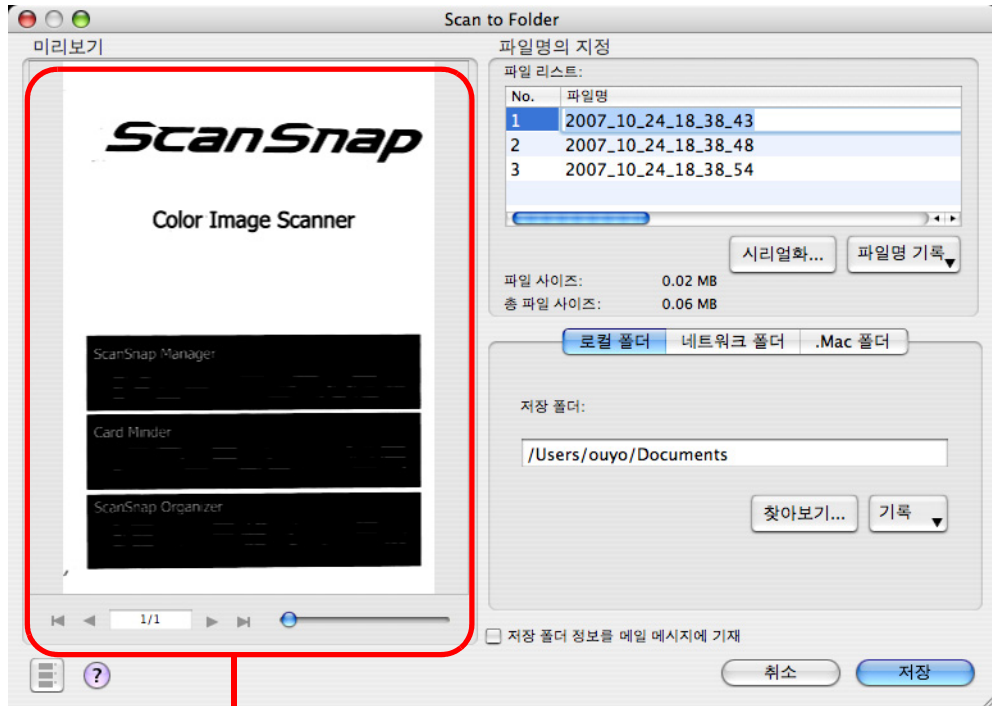 Scan to Folder
미리보기
ScanSnap
Color Image Scanner
ScanSnap Manager
Card Minder
ScanSnap Organizer
1/1
?
파일명의 지정
파일 리스트:
No. 파일명
1 2007_10_24_18_38_43
2 2007_10_24_18_38_48
3 2007_10_24_18_38_54
시리얼화... 파일명 기록
파일 사이즈: 0.02 MB
총 파일 사이즈: 0.06 MB
로컬 폴더 네트워크 폴더 .Mac 폴더
저장 폴더:
/Users/ouyo/Documents
찾아보기... 기록
저장 폴더 정보를 메일 메시지에 기재
취소 저장